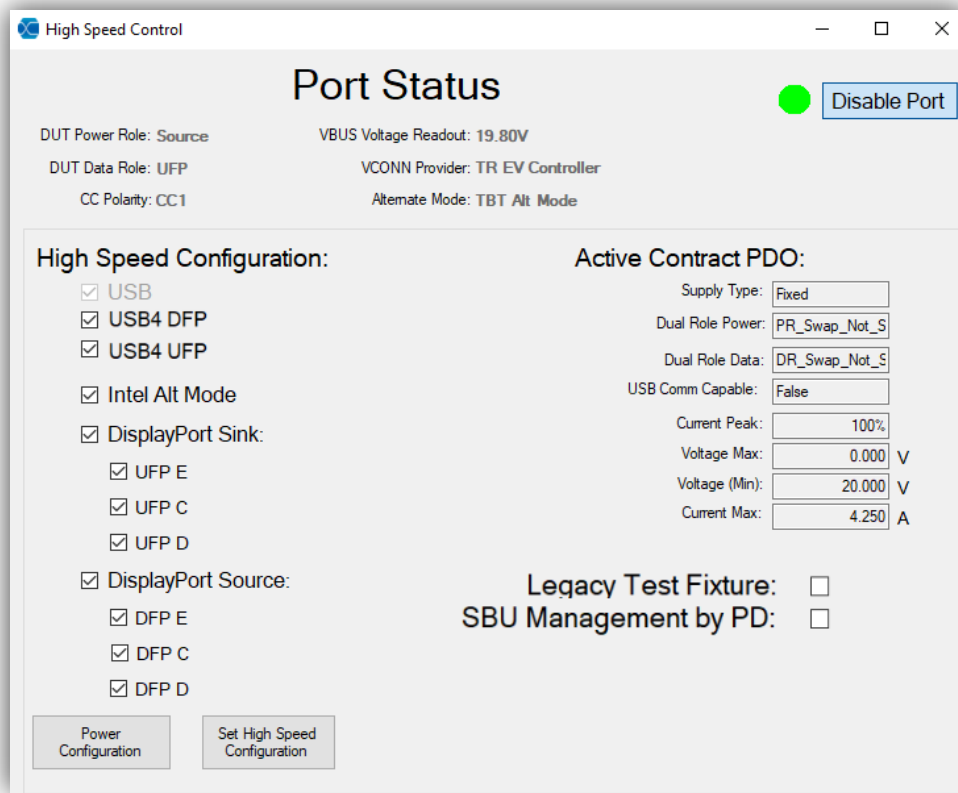 High Speed Control
Port Status
Disable Port
DUT Power Role: Source
VBUS Voltage Readout: 19.80V
DUT Data Role: UFP
VCONN Provider: TR EV Controller
CC Polarity: CC1
Alternate Mode: TBT Alt Mode
High Speed Configuration:
USB
USB4 DFP
USB4 UFP
Intel Alt Mode
DisplayPort Sink:
UFP E
UFP C
UFP D
DisplayPort Source:
DFP E
DFP C
DFP D
Power
Configuration
Set High Speed
Configuration
Active Contract PDO:
Supply Type: Fixed
Dual Role Power: PR_Swap_Not_S
Dual Role Data: DR_Swap_Not_S
USB Comm Capable: False
Current Peak: 100%
Voltage Max: 0.000 V
Voltage (Min): 20.000 V
Current Max: 4.250 A
Legacy Test Fixture:
SBU Management by PD: